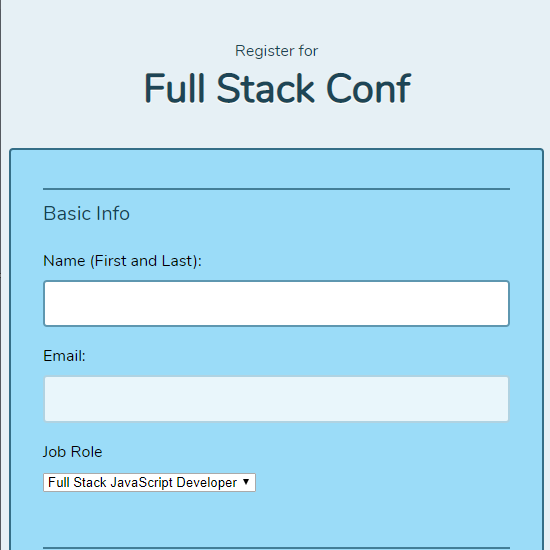 Register for
Full Stack Conf
Basic Info
Name (First and Last):
Email:
Job Role
Full Stack JavaScript Developer